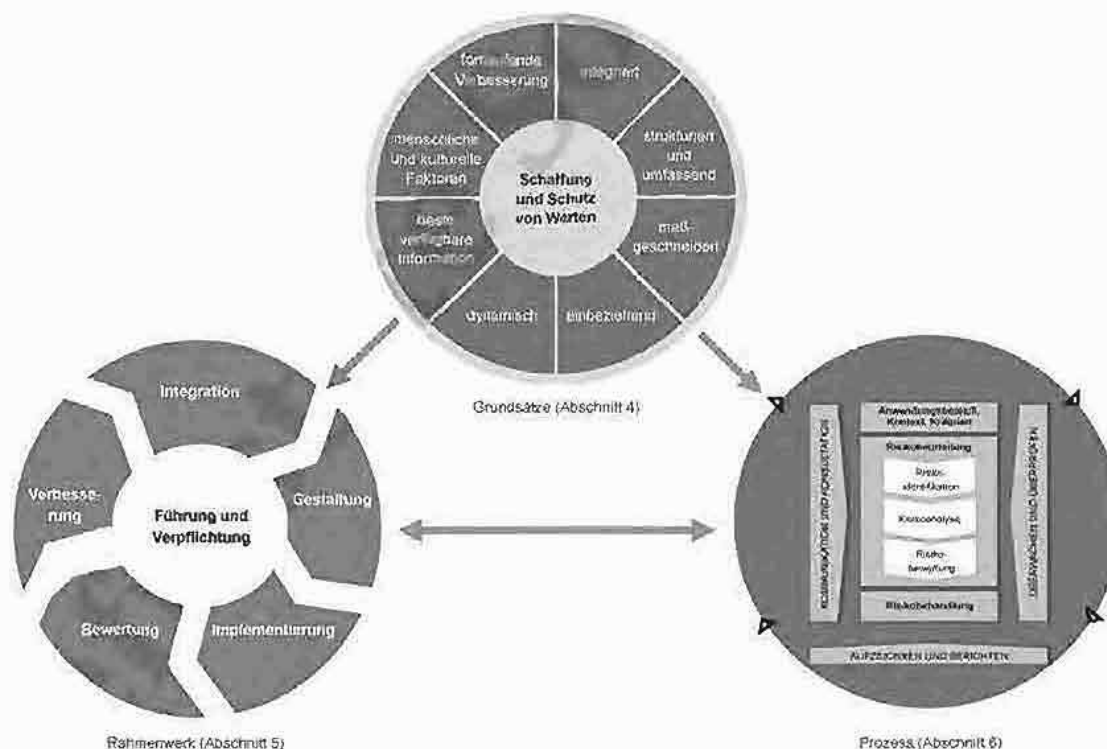 fortlaufende
Verbesserung
integriert
menschliche
und kulturelle
Faktoren
strukturiert
und
umfassend
Schaffung
und Schutz
von Werten
beste
verfügbare
Information
maß-
geschneidert
dynamisch
einbeziehend
Grundsätze (Abschnitt 4)
Integration
Verbesse-
rung
Gestaltung
Führung und
Verpflichtung
Bewertung
Implementierung
Rahmenwerk (Abschnitt 5)
Anwendungsbereich,
Kontext, Kriterien
Risikobeurteilung
Risiko-
identifikation
Risikoanalyse
Risiko-
bewertung
Risikobehandlung
KOMMUNIKATION UND KONSULTATION
ÜBERWACHEN UND ÜBERPRÜFEN
AUFZEICHNEN UND BERICHTEN
Prozess (Abschnitt 6)